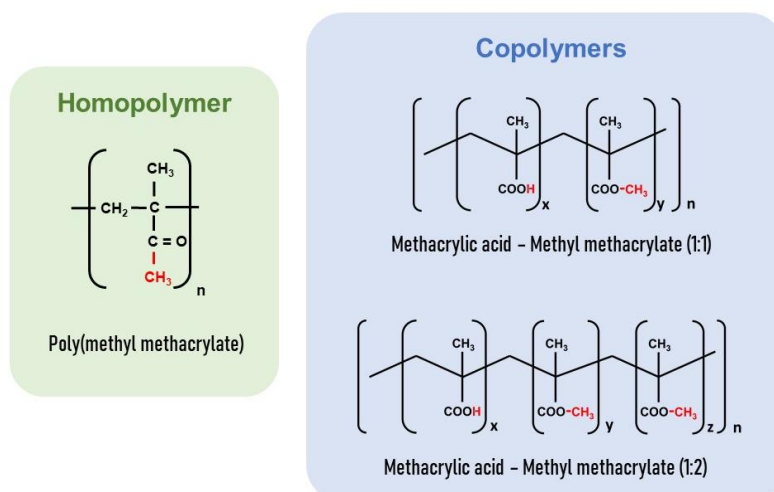 Homopolymer
CH₃
CH₂
C
C = O
CH₃
n
Poly(methyl methacrylate)
Copolymers
CH₃
CH₃
COOH
COO-CH₃
x
y
n
Methacrylic acid – Methyl methacrylate (1:1)
CH₃
CH₃
CH₃
COOH
COO-CH₃
COO-CH₃
x
y
z
n
Methacrylic acid – Methyl methacrylate (1:2)